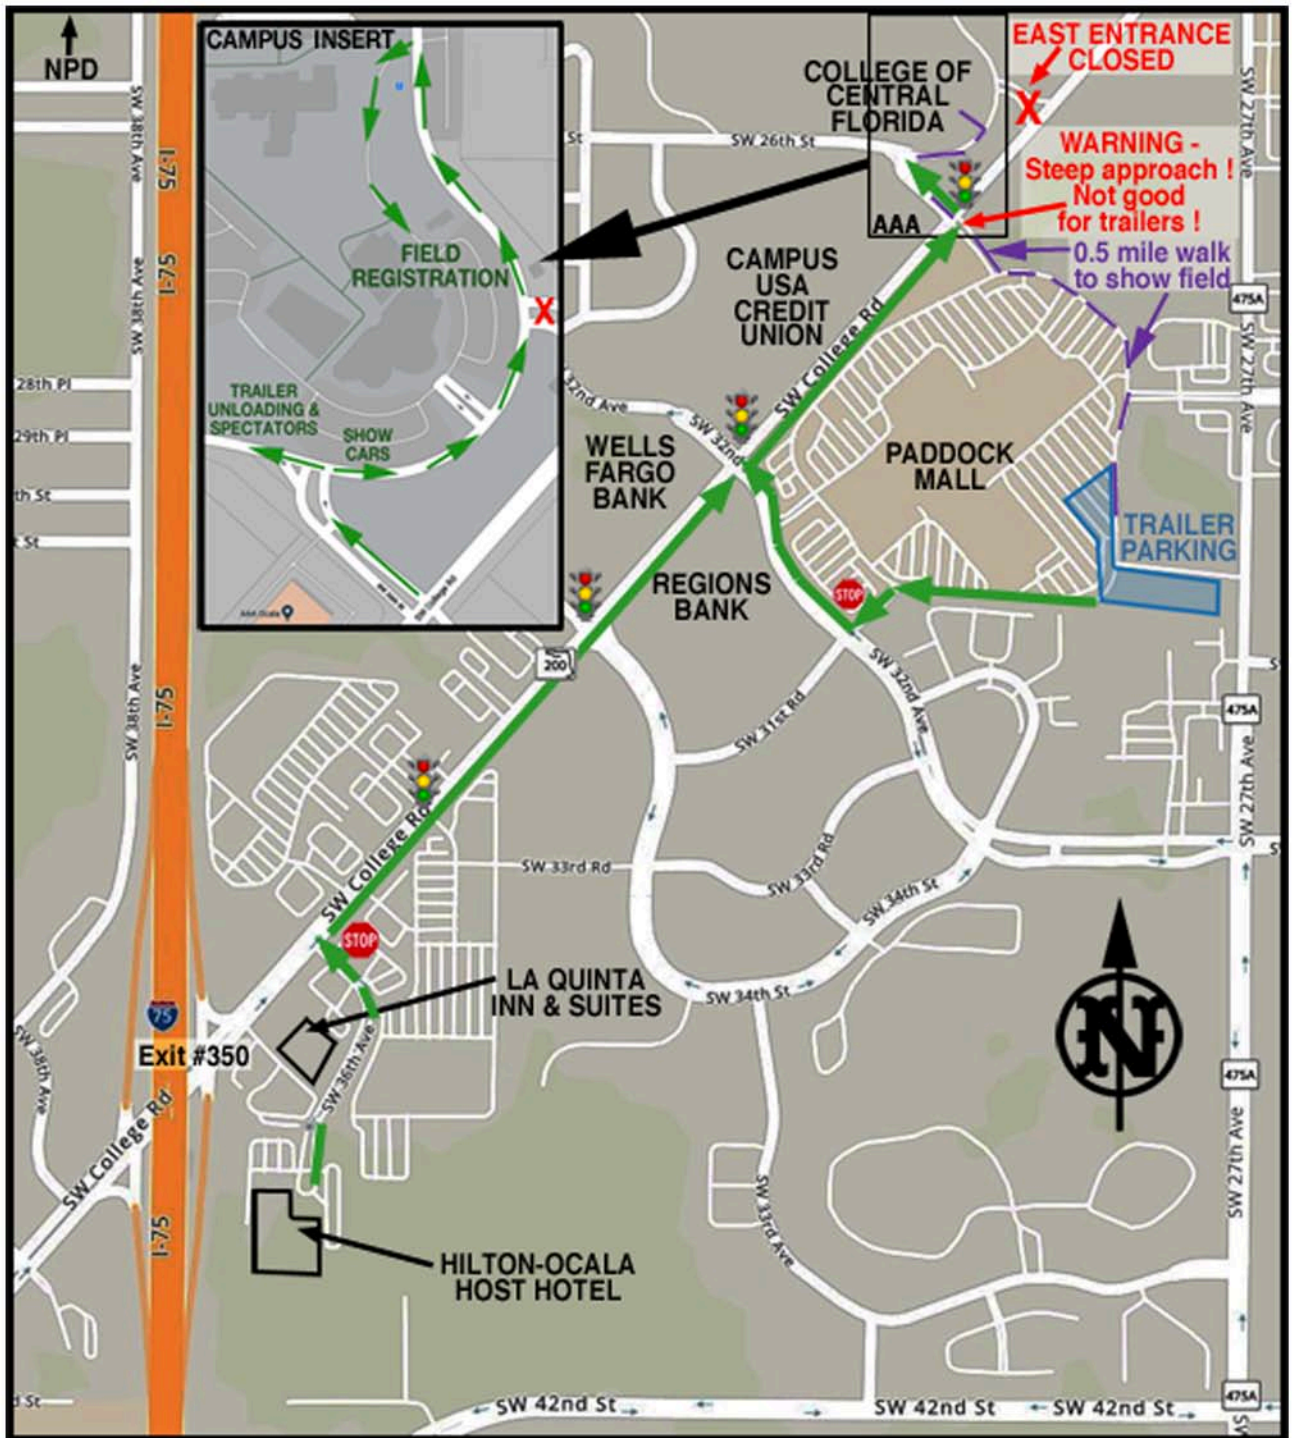 NPD
CAMPUS INSERT
FIELD
REGISTRATION
X
TRAILER
UNLOADING &
SPECTATORS
SHOW
CARS
COLLEGE OF
CENTRAL
FLORIDA
EAST ENTRANCE
CLOSED
X
WARNING -
Steep approach !
Not good
for trailers !
0.5 mile walk
to show field
AAA
CAMPUS
USA
CREDIT
UNION
WELLS
FARGO
BANK
PADDOCK
MALL
REGIONS
BANK
TRAILER
PARKING
STOP
STOP
LA QUINTA
INN & SUITES
Exit #350
HILTON-OCALA
HOST HOTEL
N
75
200
SW 38th Ave
SW 38th Ave
SW 38th Ave
SW 38th Ave
I-75
I-75
I-75
I-75
28th Pl
29th Pl
th St
t St
d St
St
SW 26th St
32nd Ave
SW 32nd
SW College Rd
SW College Rd
SW College Rd
SW 32nd Ave
SW 31st Rd
SW 33rd Rd
SW 33rd Rd
SW 34th St
SW 34th St
SW 36th Ave
SW 33rd Ave
SW 42nd St
SW 42nd St
SW 42nd St
SW 27th Ave
SW 27th Ave
SW 27th Ave
SW 27th Ave
475A
475A
475A
475A
S
S
SW